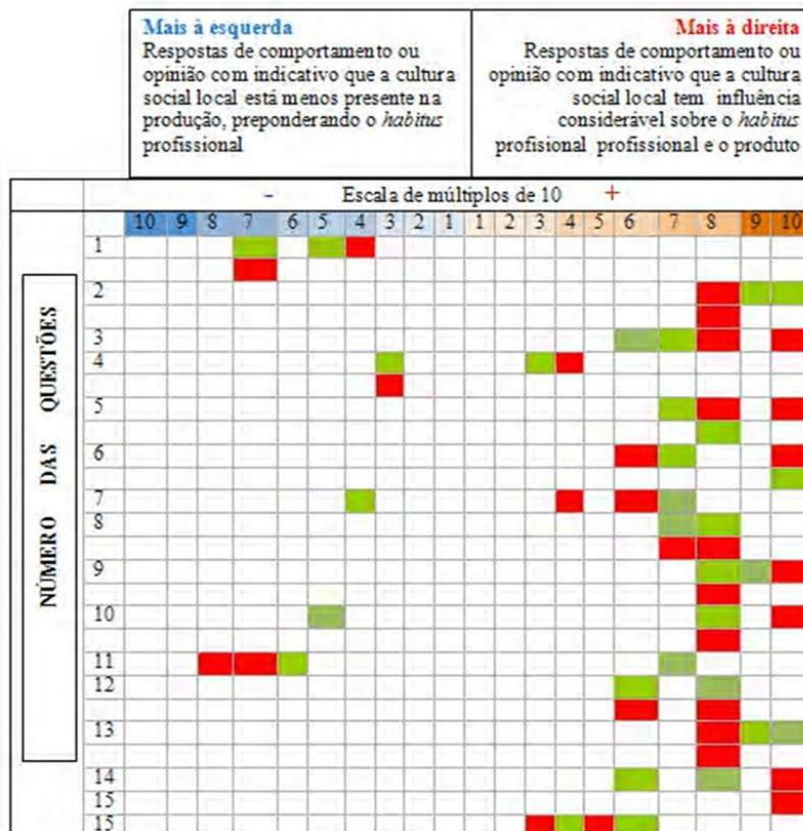 Mais à esquerda
Respostas de comportamento ou
opinião com indicativo que a cultura
social local está menos presente na
produção, preponderando o habitus
profissional
Mais à direita
Respostas de comportamento ou
opinião com indicativo que a cultura
social local tem influência
considerável sobre o habitus
profisional profissional e o produto
- Escala de múltiplos de 10 +
10 9 8 7 6 5 4 3 2 1 1 2 3 4 5 6 7 8 9 10
NÚMERO DAS QUESTÕES
1
2
3
4
5
6
7
8
9
10
11
12
13
14
15
15